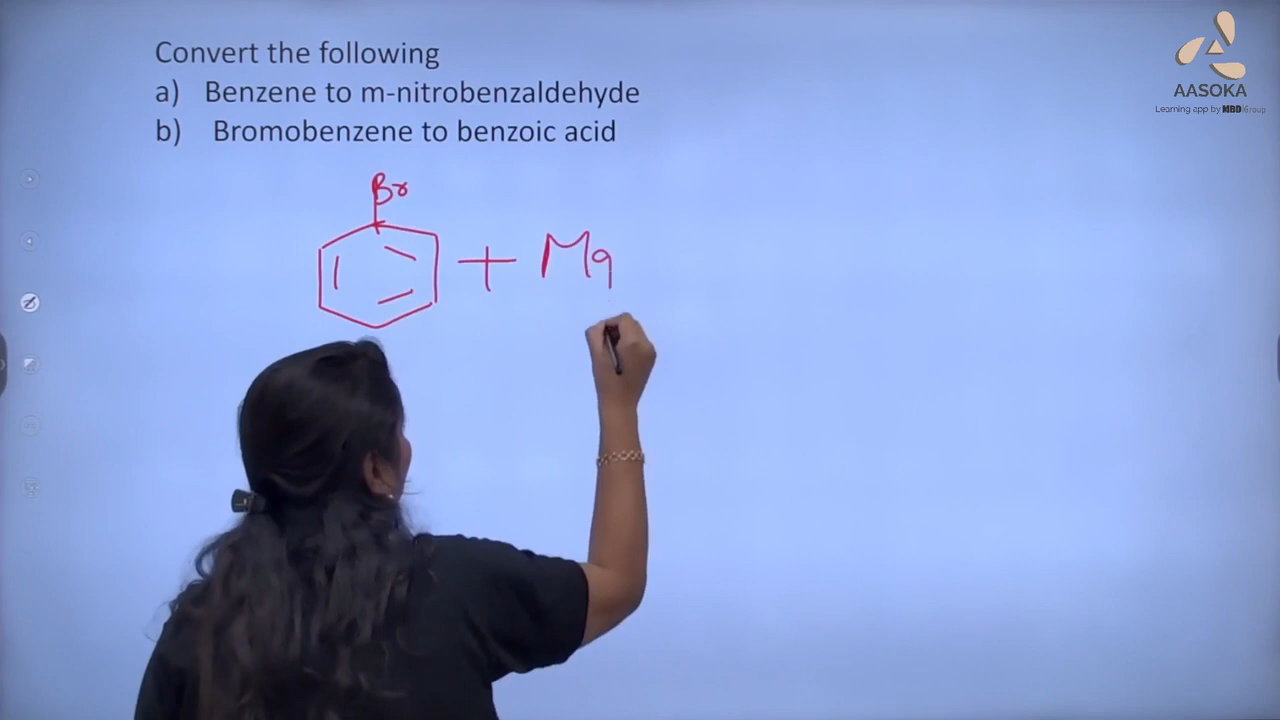 Convert the following
a) Benzene to m-nitrobenzaldehyde
b) Bromobenzene to benzoic acid
AASOKA
Learning app by MBD Group
Br
+ Mg